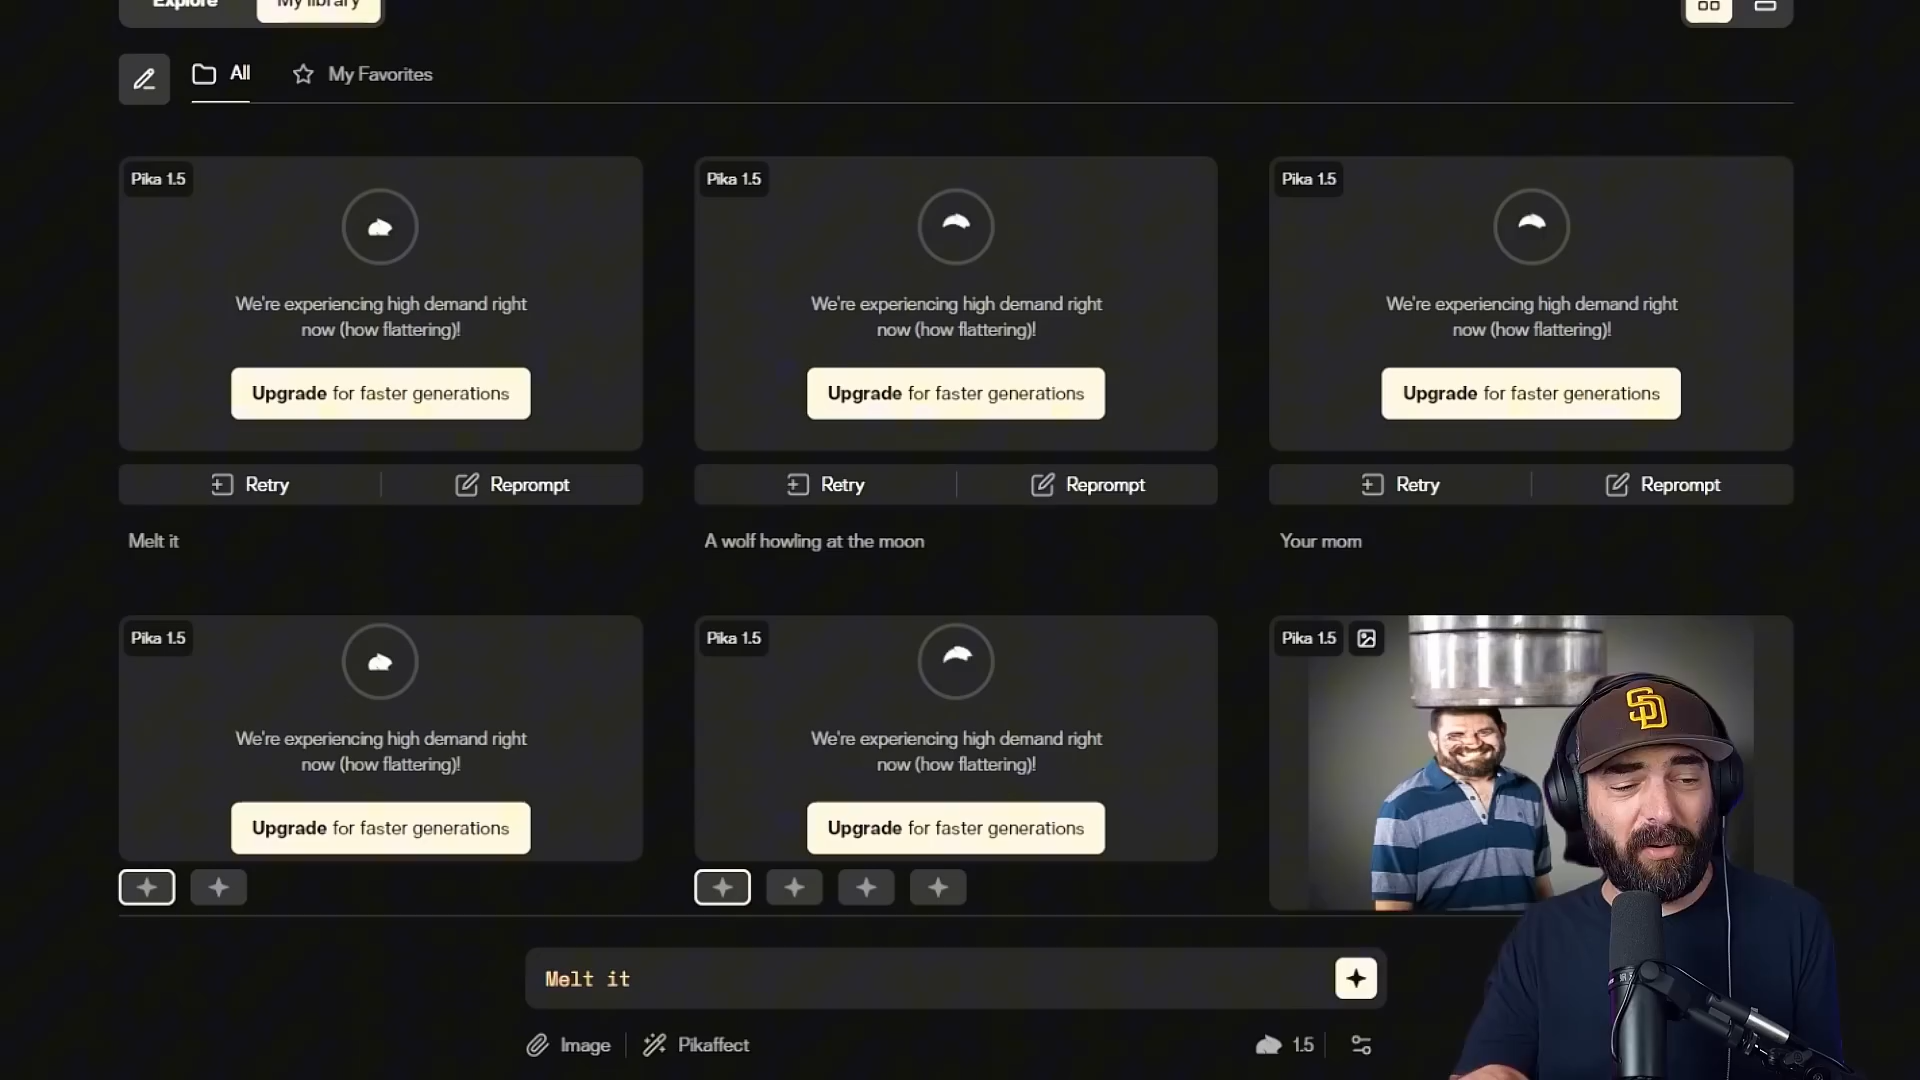 Explore
My library
All
My Favorites
Pika 1.5
Pika 1.5
Pika 1.5
We're experiencing high demand right
now (how flattering)!
Upgrade for faster generations
We're experiencing high demand right
now (how flattering)!
Upgrade for faster generations
We're experiencing high demand right
now (how flattering)!
Upgrade for faster generations
Retry
Reprompt
Retry
Reprompt
Retry
Reprompt
Melt it
A wolf howling at the moon
Your mom
Pika 1.5
Pika 1.5
Pika 1.5
We're experiencing high demand right
now (how flattering)!
Upgrade for faster generations
We're experiencing high demand right
now (how flattering)!
Upgrade for faster generations
SD
Melt it
Image
Pikaffect
1.5